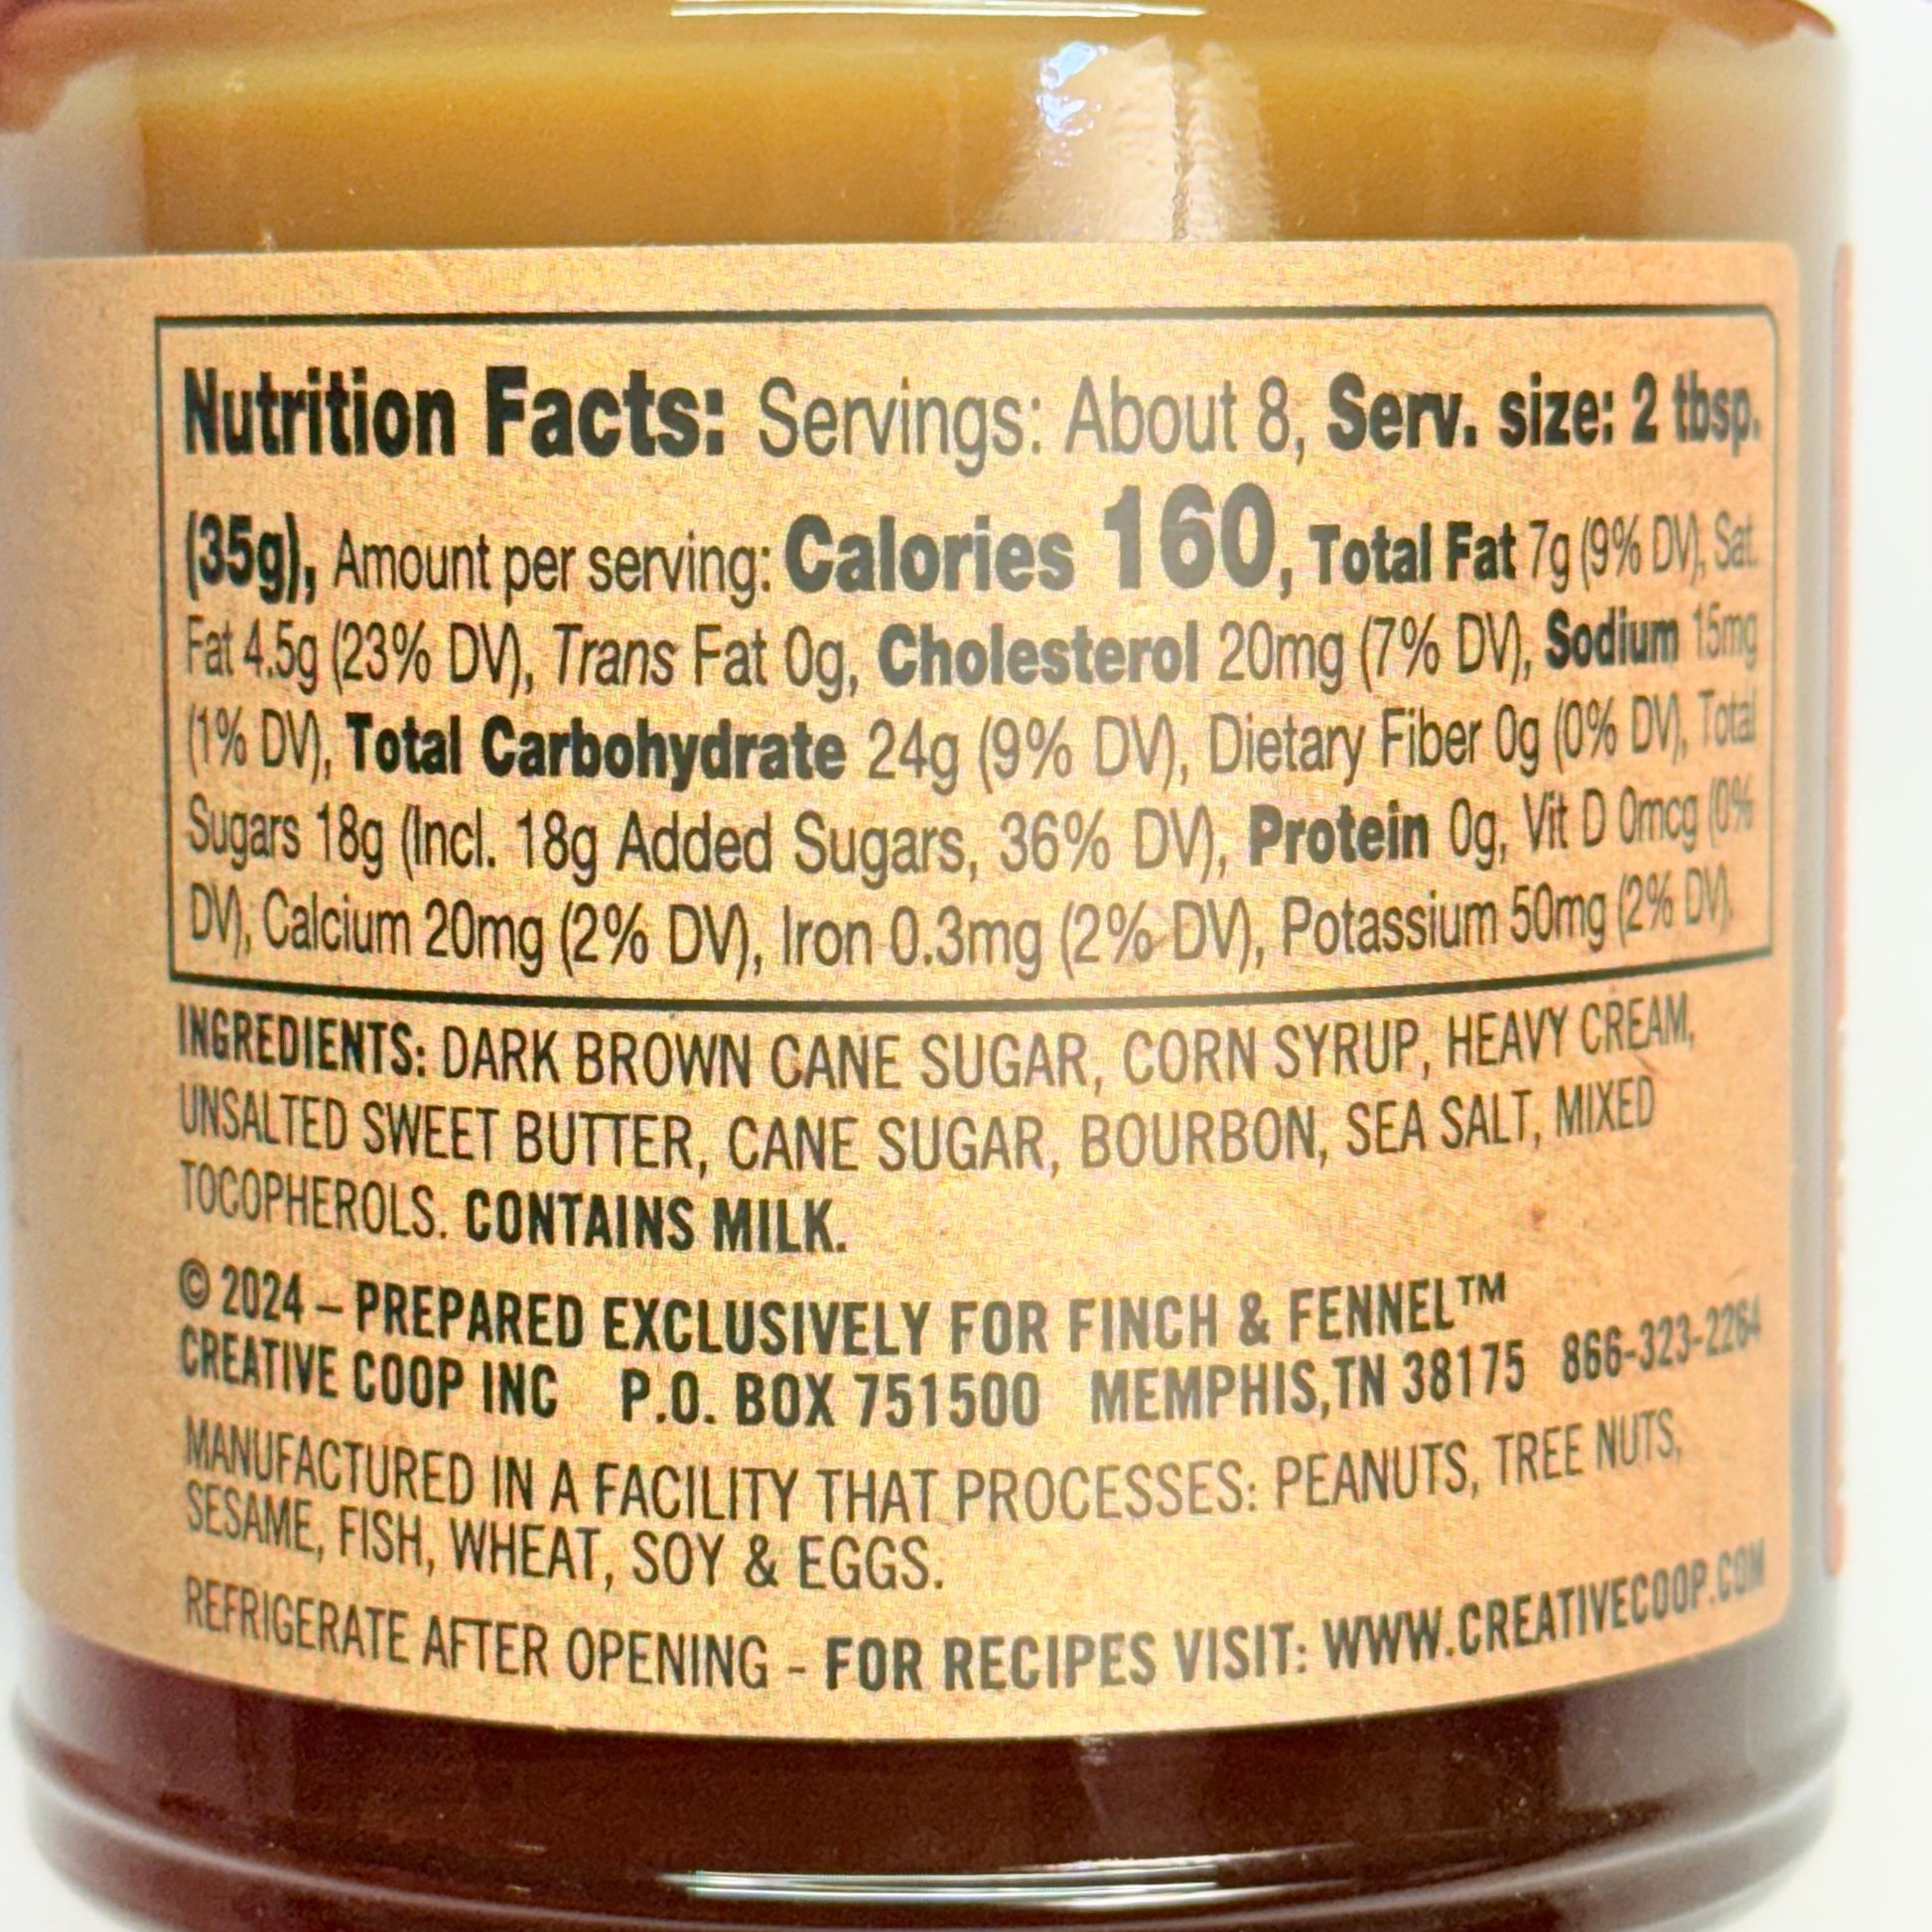 Nutrition Facts: Servings: About 8, Serv. size: 2 tbsp.
(35g), Amount per serving: Calories 160, Total Fat 7g (9% DV), Sat.
Fat 4.5g (23% DV), Trans Fat 0g, Cholesterol 20mg (7% DV), Sodium 15mg
(1% DV), Total Carbohydrate 24g (9% DV), Dietary Fiber 0g (0% DV), Total
Sugars 18g (Incl. 18g Added Sugars, 36% DV), Protein 0g, Vit D 0mcg (0%
DV), Calcium 20mg (2% DV), Iron 0.3mg (2% DV), Potassium 50mg (2% DV).
INGREDIENTS: DARK BROWN CANE SUGAR, CORN SYRUP, HEAVY CREAM,
UNSALTED SWEET BUTTER, CANE SUGAR, BOURBON, SEA SALT, MIXED
TOCOPHEROLS. CONTAINS MILK.
© 2024 – PREPARED EXCLUSIVELY FOR FINCH & FENNEL™
CREATIVE COOP INC P.O. BOX 751500 MEMPHIS,TN 38175 866-323-2264
MANUFACTURED IN A FACILITY THAT PROCESSES: PEANUTS, TREE NUTS,
SESAME, FISH, WHEAT, SOY & EGGS.
REFRIGERATE AFTER OPENING - FOR RECIPES VISIT: WWW.CREATIVECOOP.COM